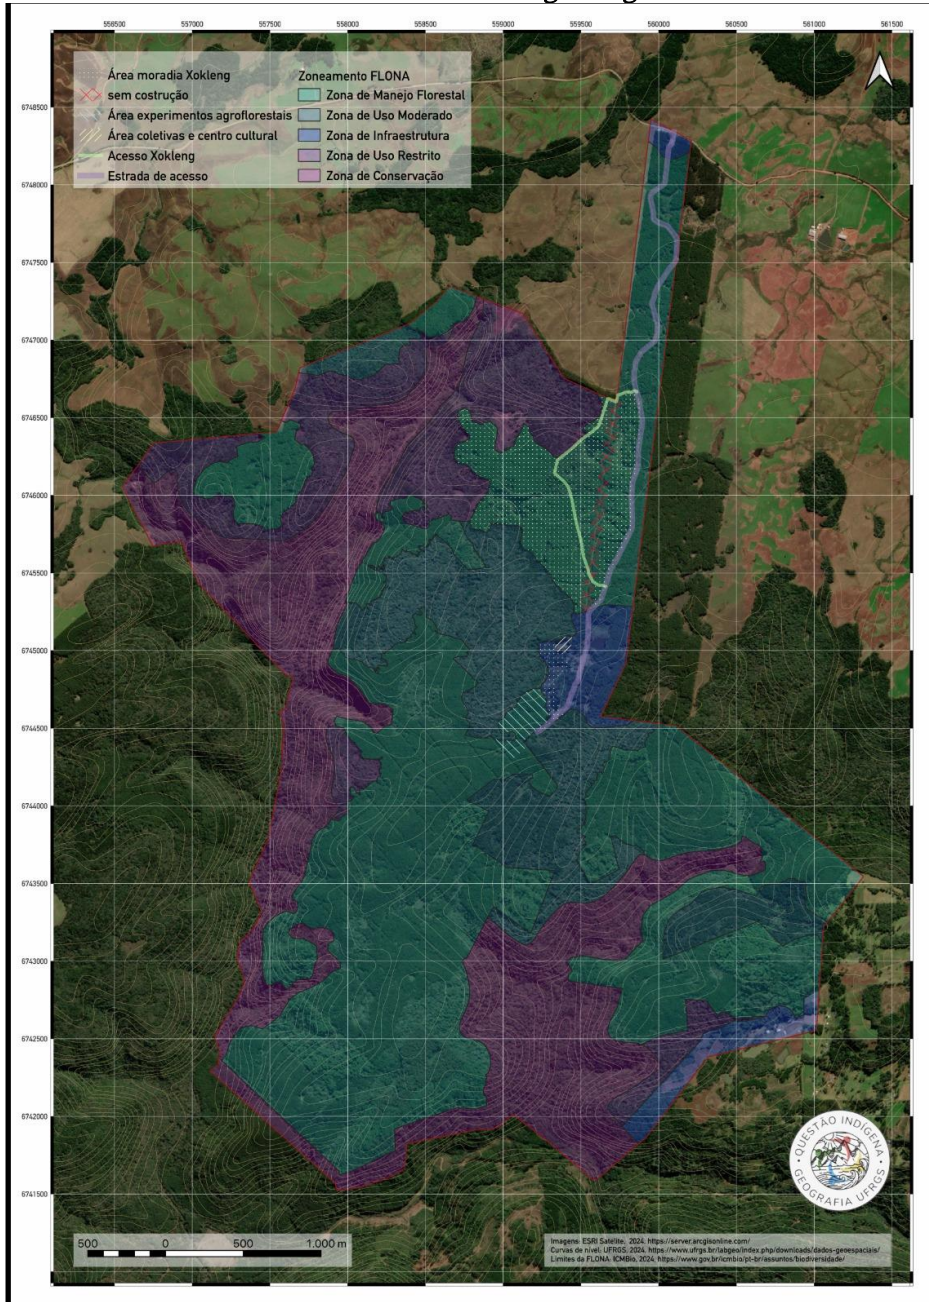 556500 557000 557500 558000 558500 559000 559500 560000 560500 561000 561500
Área moradia Xokleng
sem costrução
Área experimentos agroflorestais
Área coletivas e centro cultural
Acesso Xokleng
Estrada de acesso
Zoneamento FLONA
Zona de Manejo Florestal
Zona de Uso Moderado
Zona de Infraestrutura
Zona de Uso Restrito
Zona de Conservação
6748500
6748000
6747500
6747000
6746500
6746000
6745500
6745000
6744500
6744000
6743500
6743000
6742500
6742000
6741500
QUESTÃO INDÍGENA
GEOGRAFIA UFRGS
500 0 500 1.000 m
Imagens: ESRI Satélite, 2024. https://server.arcgisonline.com/
Curvas de nível: UFRGS, 2024. https://www.ufrgs.br/labgeo/index.php/downloads/dados-geoespaciais/
Limites da FLONA: ICMBio, 2024. https://www.gov.br/icmbio/pt-br/assuntos/biodiversidade/